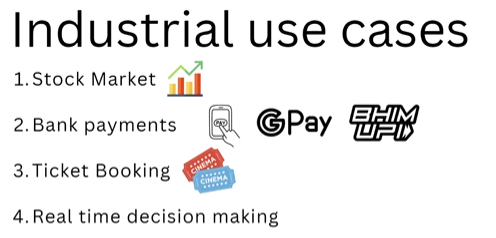 Industrial use cases
1. Stock Market
2. Bank payments PAY GPay BHIM UPI
3. Ticket Booking CINEMA CINEMA
4. Real time decision making